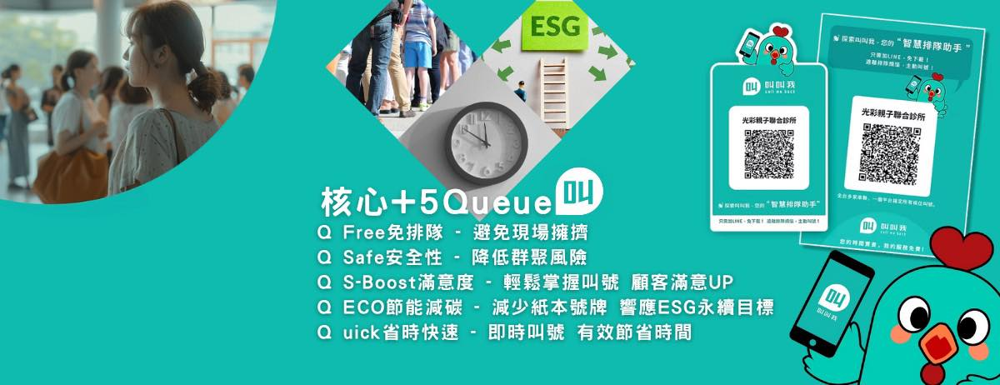 ESG
核心+5Queue 叫
Q Free免排隊 - 避免現場擁擠
Q Safe安全性 - 降低群聚風險
Q S-Boost滿意度 - 輕鬆掌握叫號 顧客滿意UP
Q ECO節能減碳 - 減少紙本號牌 響應ESG永續目標
Q uick省時快速 - 即時叫號 有效節省時間
叫 叫叫我
call me back
光彩親子聯合診所
探索叫叫我 - 您的 "智慧排隊助手"
只需加LINE,免下載! 遠離排隊煩惱,主動叫號!
探索叫叫我 - 您的 "智慧排隊助手"
只需加LINE,免下載!
遠離排隊煩惱,主動叫號!
光彩親子聯合診所
叫 叫叫我
call me back
您的時間寶貴,我的服務免費!
叫
叫叫我